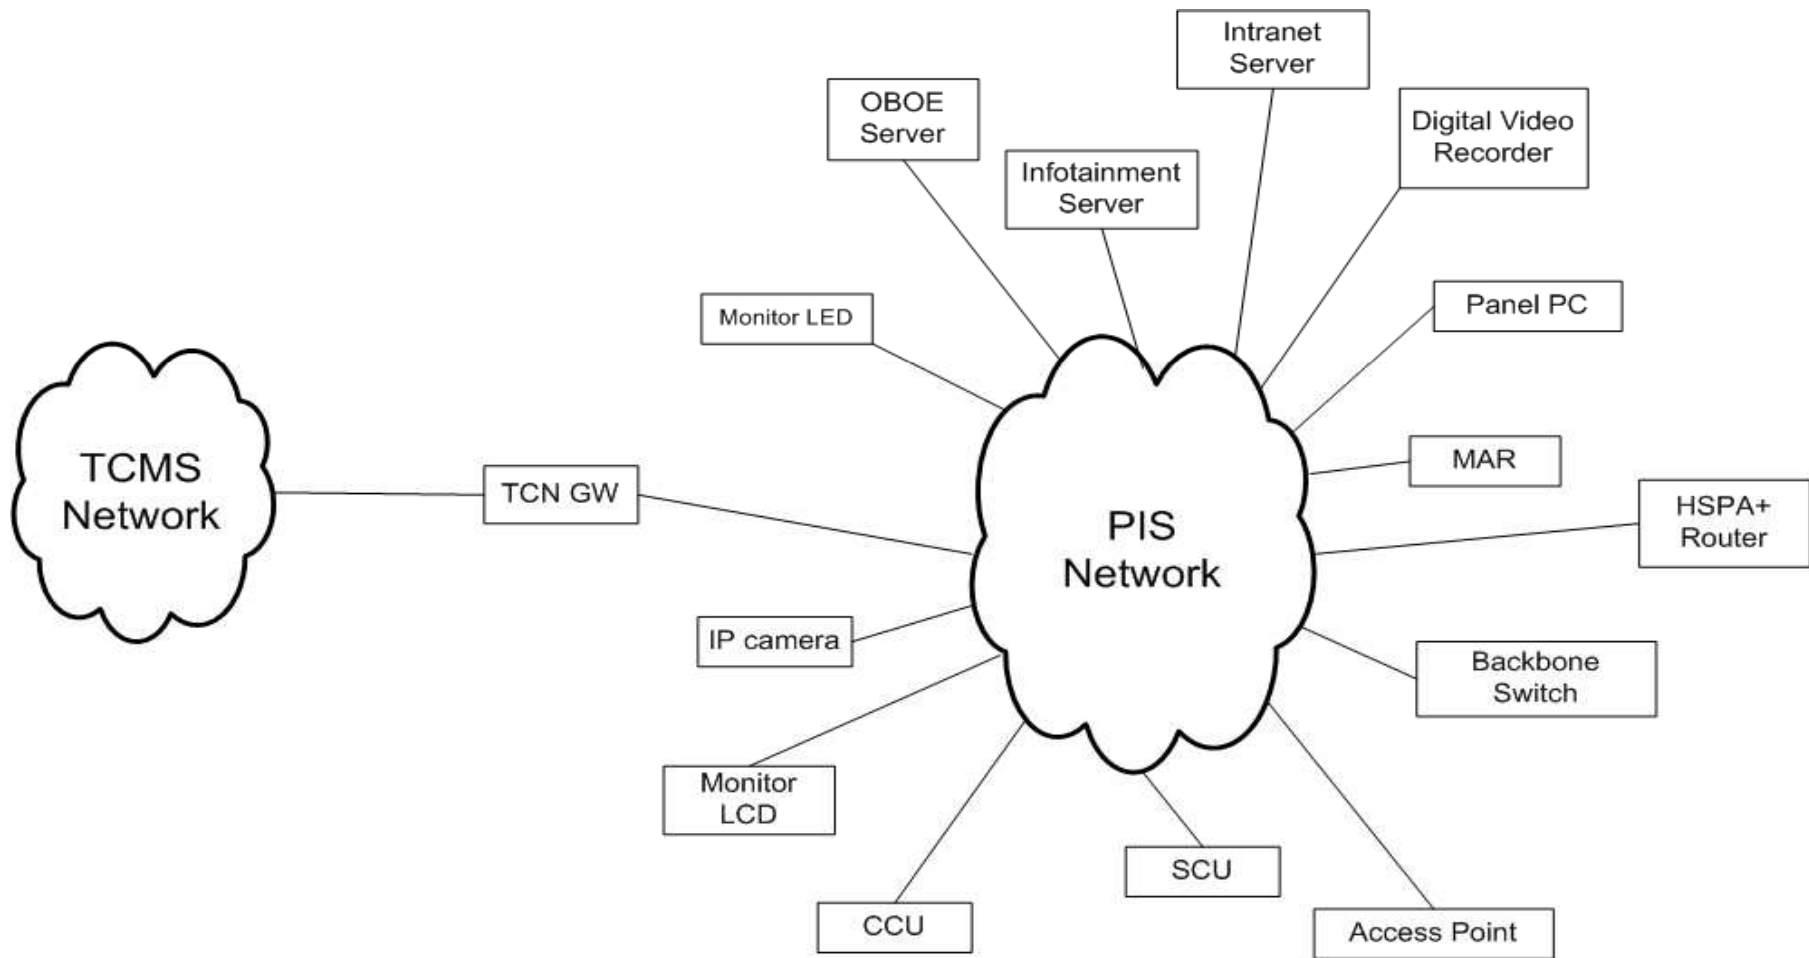 Intranet
Server
OBOE
Server
Digital Video
Recorder
Infotainment
Server
Monitor LED
Panel PC
TCMS
Network
TCN GW
MAR
PIS
Network
HSPA+
Router
IP camera
Backbone
Switch
Monitor
LCD
SCU
CCU
Access Point